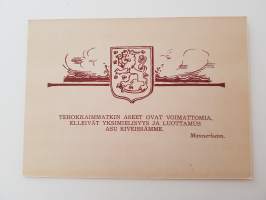 TEHOKKAIMMATKIN ASEET OVAT VOIMATTOMIA,
ELLEIVÄT YKSIMIELISYYS JA LUOTTAMUS
ASU RIVEISSÄMME.
Mannerheim.